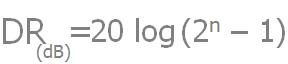 DR(dB)=20 log (2ⁿ – 1)